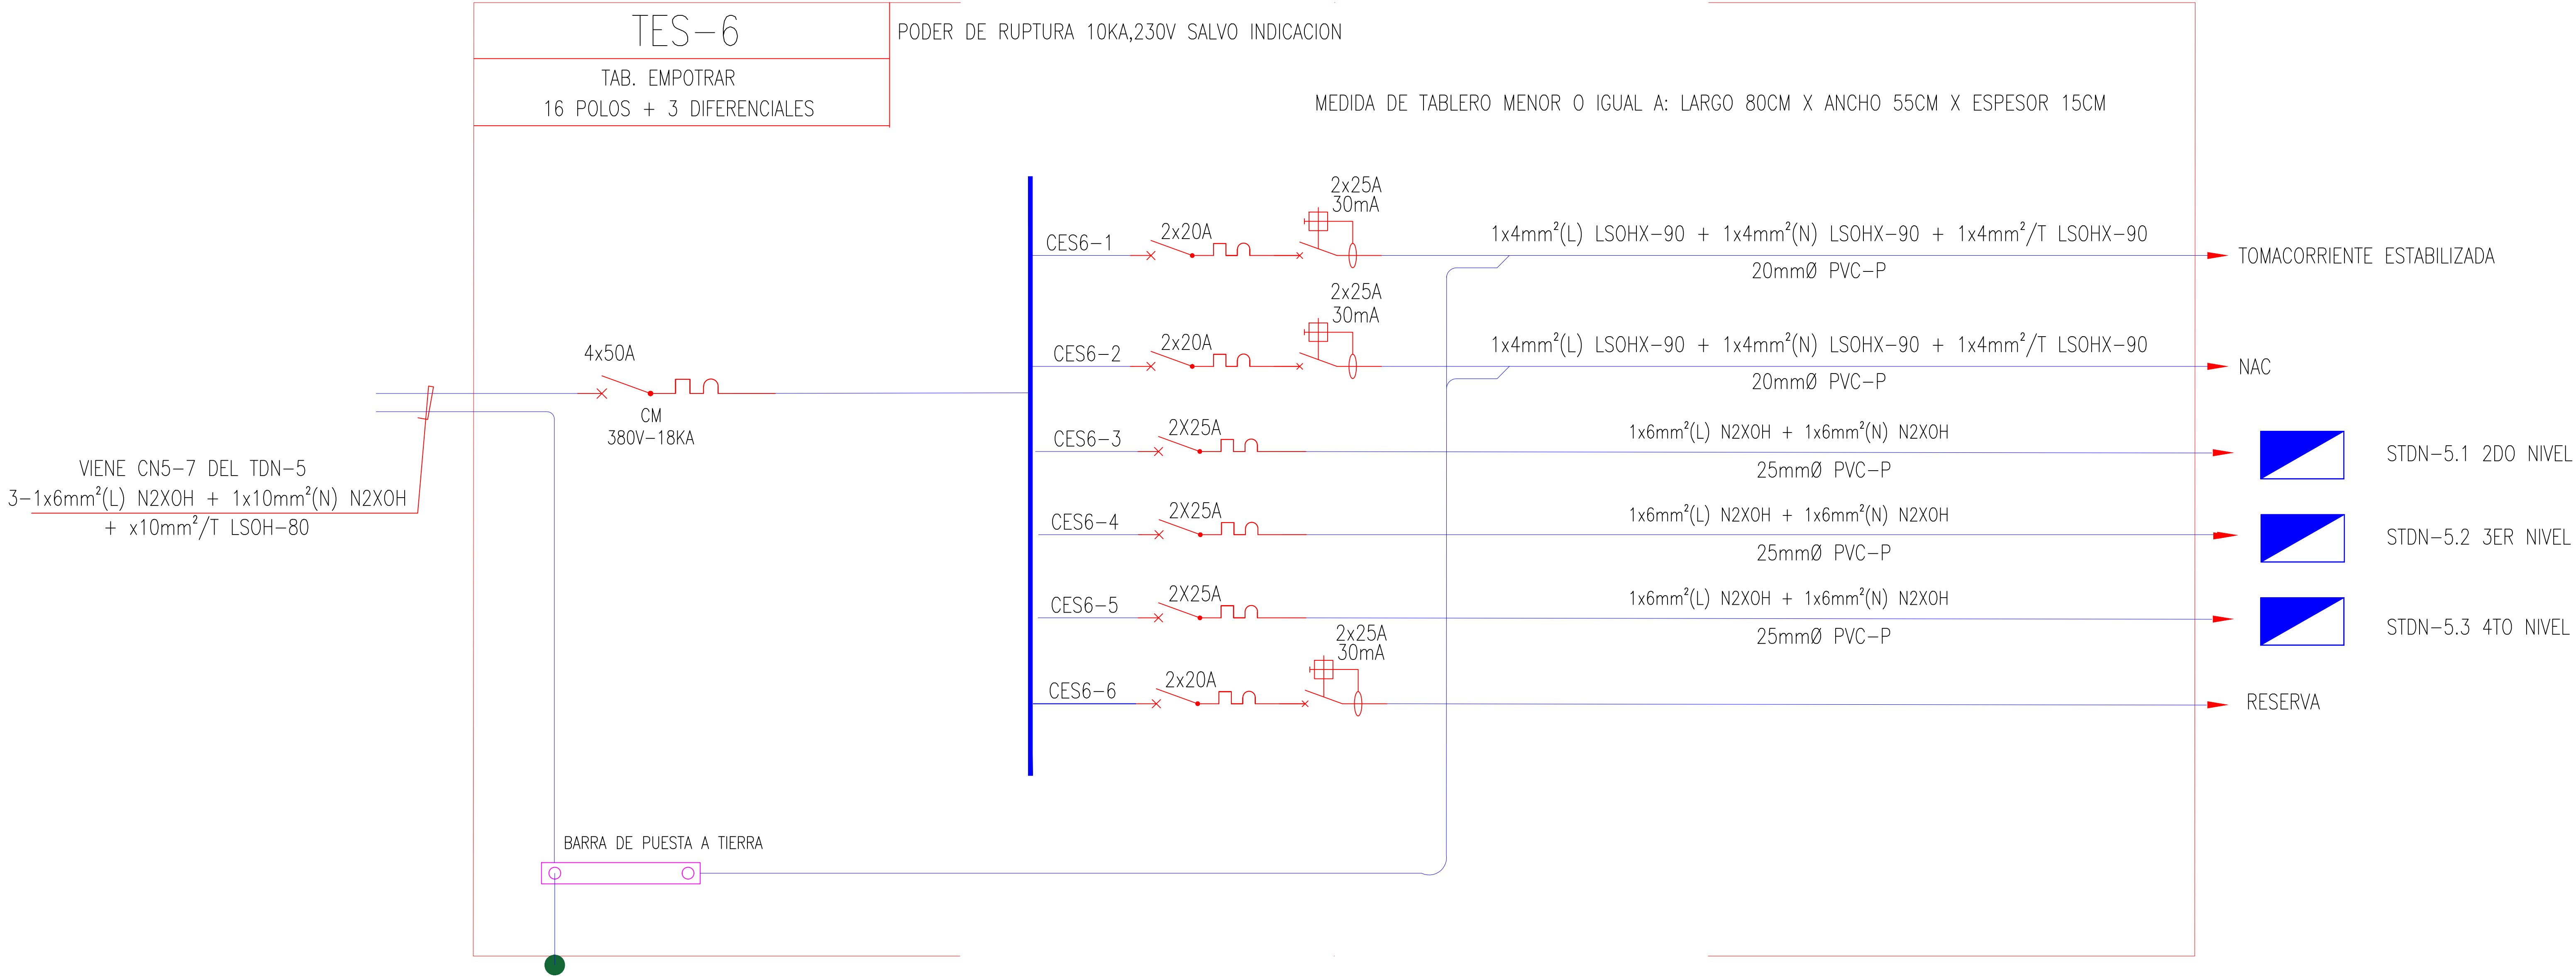 TES-6
PODER DE RUPTURA 10KA,230V SALVO INDICACION
TAB. EMPOTRAR
16 POLOS + 3 DIFERENCIALES
MEDIDA DE TABLERO MENOR O IGUAL A: LARGO 80CM X ANCHO 55CM X ESPESOR 15CM
VIENE CN5-7 DEL TDN-5
3-1x6mm²(L) N2XOH + 1x10mm²(N) N2XOH
+ x10mm²/T LSOH-80
4x50A
CM
380V-18KA
CES6-1
2x20A
2x25A
30mA
1x4mm²(L) LSOHX-90 + 1x4mm²(N) LSOHX-90 + 1x4mm²/T LSOHX-90
20mmØ PVC-P
TOMACORRIENTE ESTABILIZADA
CES6-2
2x20A
2x25A
30mA
1x4mm²(L) LSOHX-90 + 1x4mm²(N) LSOHX-90 + 1x4mm²/T LSOHX-90
20mmØ PVC-P
NAC
CES6-3
2X25A
1x6mm²(L) N2XOH + 1x6mm²(N) N2XOH
25mmØ PVC-P
STDN-5.1 2DO NIVEL
CES6-4
2X25A
1x6mm²(L) N2XOH + 1x6mm²(N) N2XOH
25mmØ PVC-P
STDN-5.2 3ER NIVEL
CES6-5
2X25A
1x6mm²(L) N2XOH + 1x6mm²(N) N2XOH
25mmØ PVC-P
STDN-5.3 4TO NIVEL
CES6-6
2x20A
2x25A
30mA
RESERVA
BARRA DE PUESTA A TIERRA